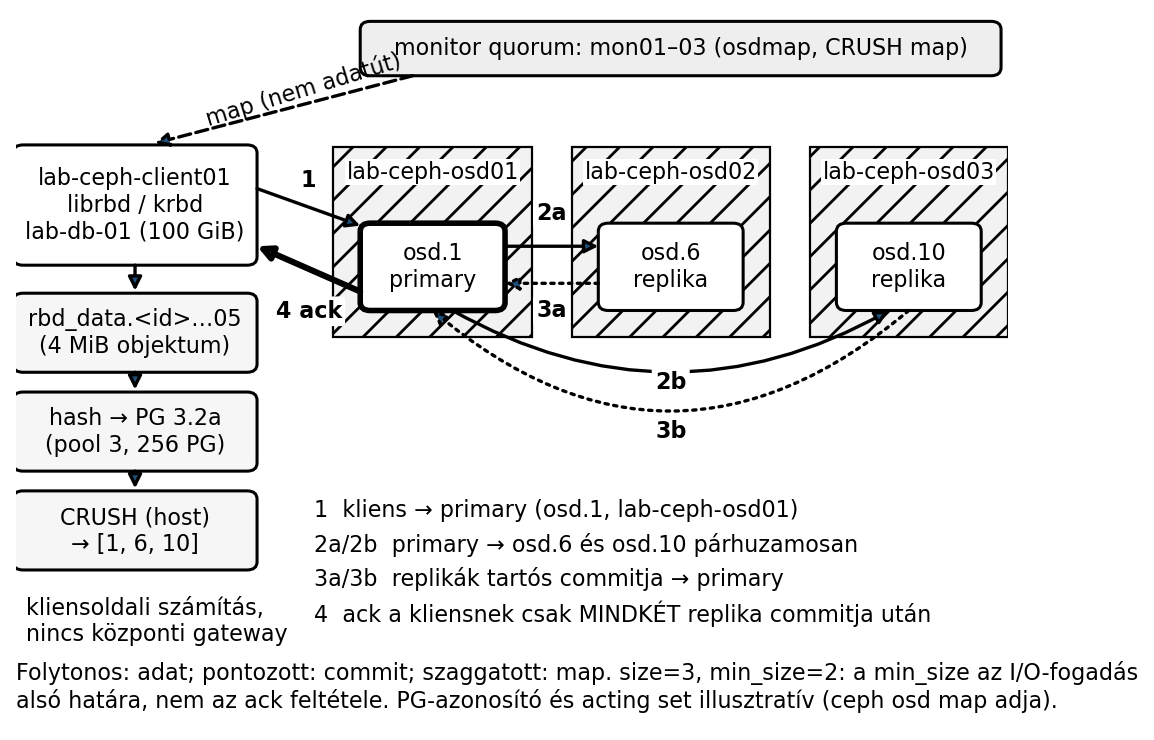 monitor quorum: mon01–03 (osdmap, CRUSH map)
map (nem adatút)
lab-ceph-client01
librbd / krbd
lab-db-01 (100 GiB)
1
lab-ceph-osd01
lab-ceph-osd02
lab-ceph-osd03
2a
osd.1
primary
osd.6
replika
osd.10
replika
4 ack
3a
rbd_data.<id>…05
(4 MiB objektum)
2b
3b
hash → PG 3.2a
(pool 3, 256 PG)
CRUSH (host)
→ [1, 6, 10]
kliensoldali számítás,
nincs központi gateway
1 kliens → primary (osd.1, lab-ceph-osd01)
2a/2b primary → osd.6 és osd.10 párhuzamosan
3a/3b replikák tartós commitja → primary
4 ack a kliensnek csak MINDKÉT replika commitja után
Folytonos: adat; pontozott: commit; szaggatott: map. size=3, min_size=2: a min_size az I/O-fogadás
alsó határa, nem az ack feltétele. PG-azonosító és acting set illusztratív (ceph osd map adja).